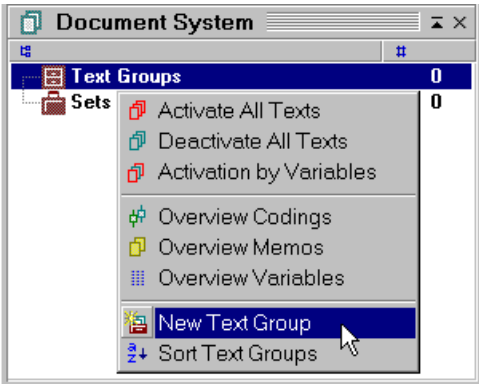 Document System
#
Text Groups 0
Sets 0
Activate All Texts
Deactivate All Texts
Activation by Variables
Overview Codings
Overview Memos
Overview Variables
New Text Group
Sort Text Groups